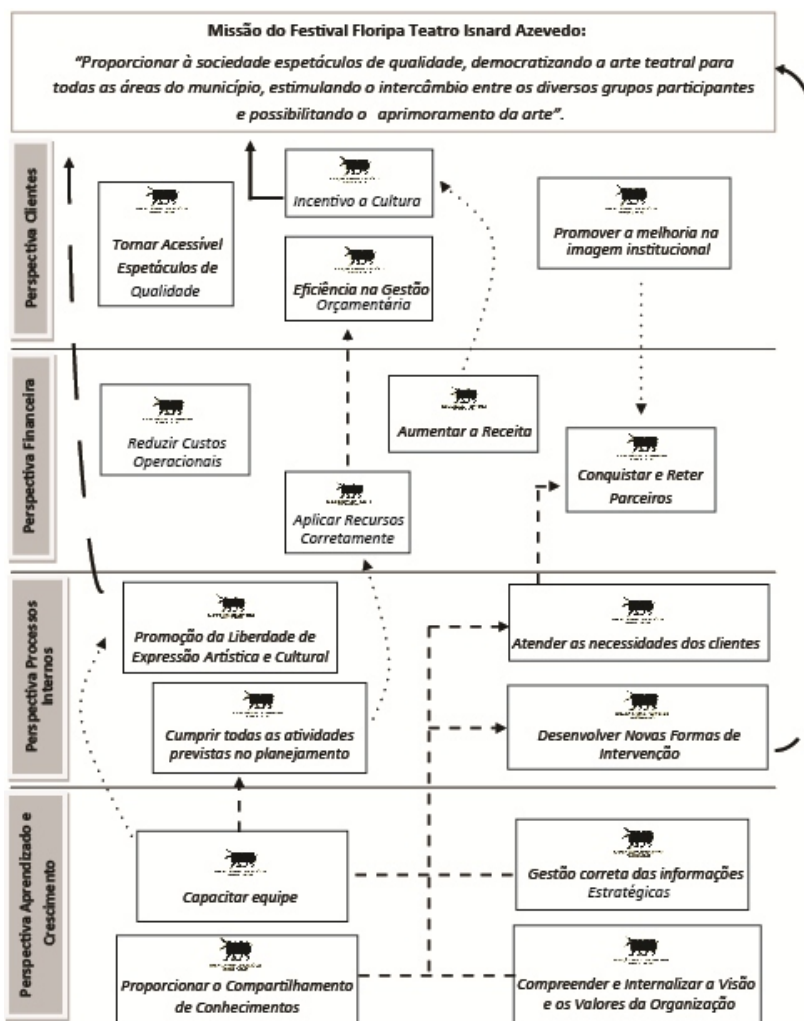 Missão do Festival Floripa Teatro Isnard Azevedo:
“Proporcionar à sociedade espetáculos de qualidade, democratizando a arte teatral para
todas as áreas do município, estimulando o intercâmbio entre os diversos grupos participantes
e possibilitando o aprimoramento da arte”.
Perspectiva Clientes
Tornar Acessível
Espetáculos de
Qualidade
Incentivo a Cultura
Eficiência na Gestão
Orçamentária
Promover a melhoria na
imagem institucional
Perspectiva Financeira
Reduzir Custos
Operacionais
Aumentar a Receita
Aplicar Recursos
Corretamente
Conquistar e Reter
Parceiros
Perspectiva Processos
Internos
Promoção da Liberdade de
Expressão Artística e Cultural
Cumprir todas as atividades
previstas no planejamento
Atender as necessidades dos clientes
Desenvolver Novas Formas de
Intervenção
Perspectiva Aprendizado e
Crescimento
Capacitar equipe
Gestão correta das informações
Estratégicas
Proporcionar o Compartilhamento
de Conhecimentos
Compreender e Internalizar a Visão
e os Valores da Organização